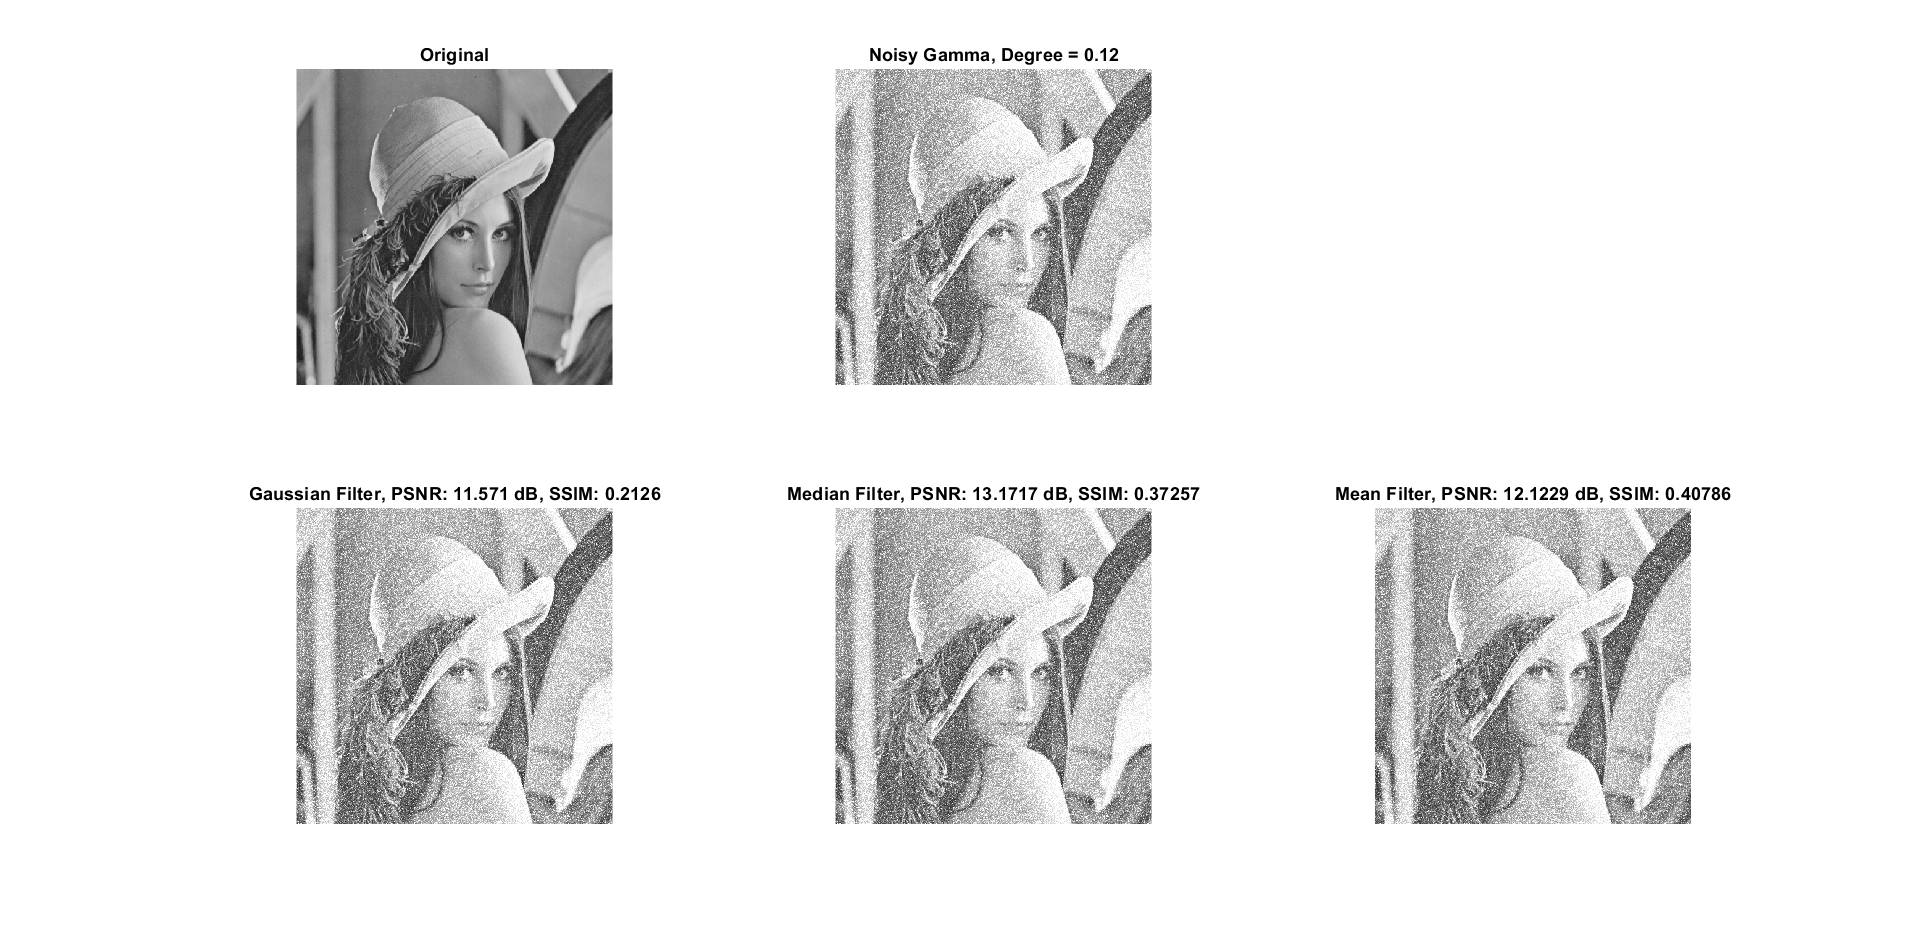 Original
Noisy Gamma, Degree = 0.12
Gaussian Filter, PSNR: 11.571 dB, SSIM: 0.2126
Median Filter, PSNR: 13.1717 dB, SSIM: 0.37257
Mean Filter, PSNR: 12.1229 dB, SSIM: 0.40786